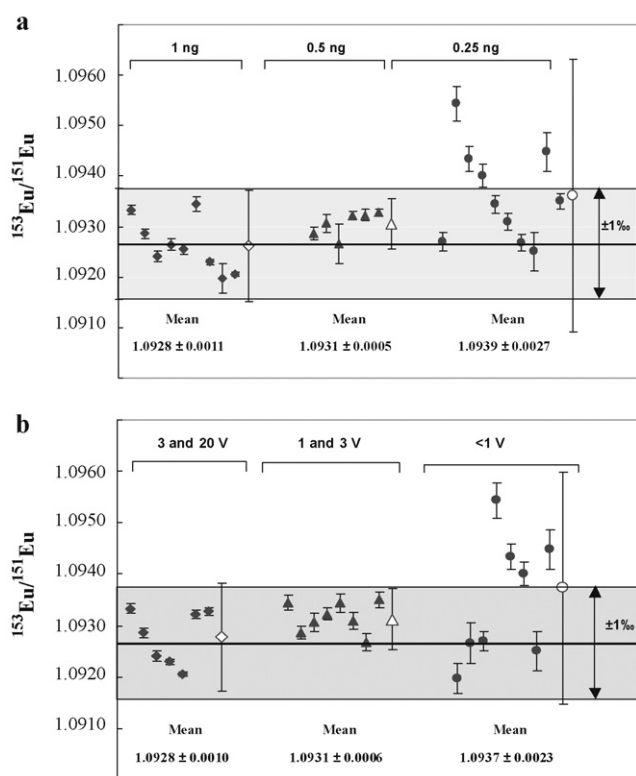 a
1 ng 0.5 ng 0.25 ng
1.0960
1.0950
1.0940
1.0930
1.0920
1.0910
153Eu/151Eu
±1‰
Mean Mean Mean
1.0928 ± 0.0011 1.0931 ± 0.0005 1.0939 ± 0.0027
b
3 and 20 V 1 and 3 V <1 V
1.0960
1.0950
1.0940
1.0930
1.0920
1.0910
153Eu/151Eu
±1‰
Mean Mean Mean
1.0928 ± 0.0010 1.0931 ± 0.0006 1.0937 ± 0.0023